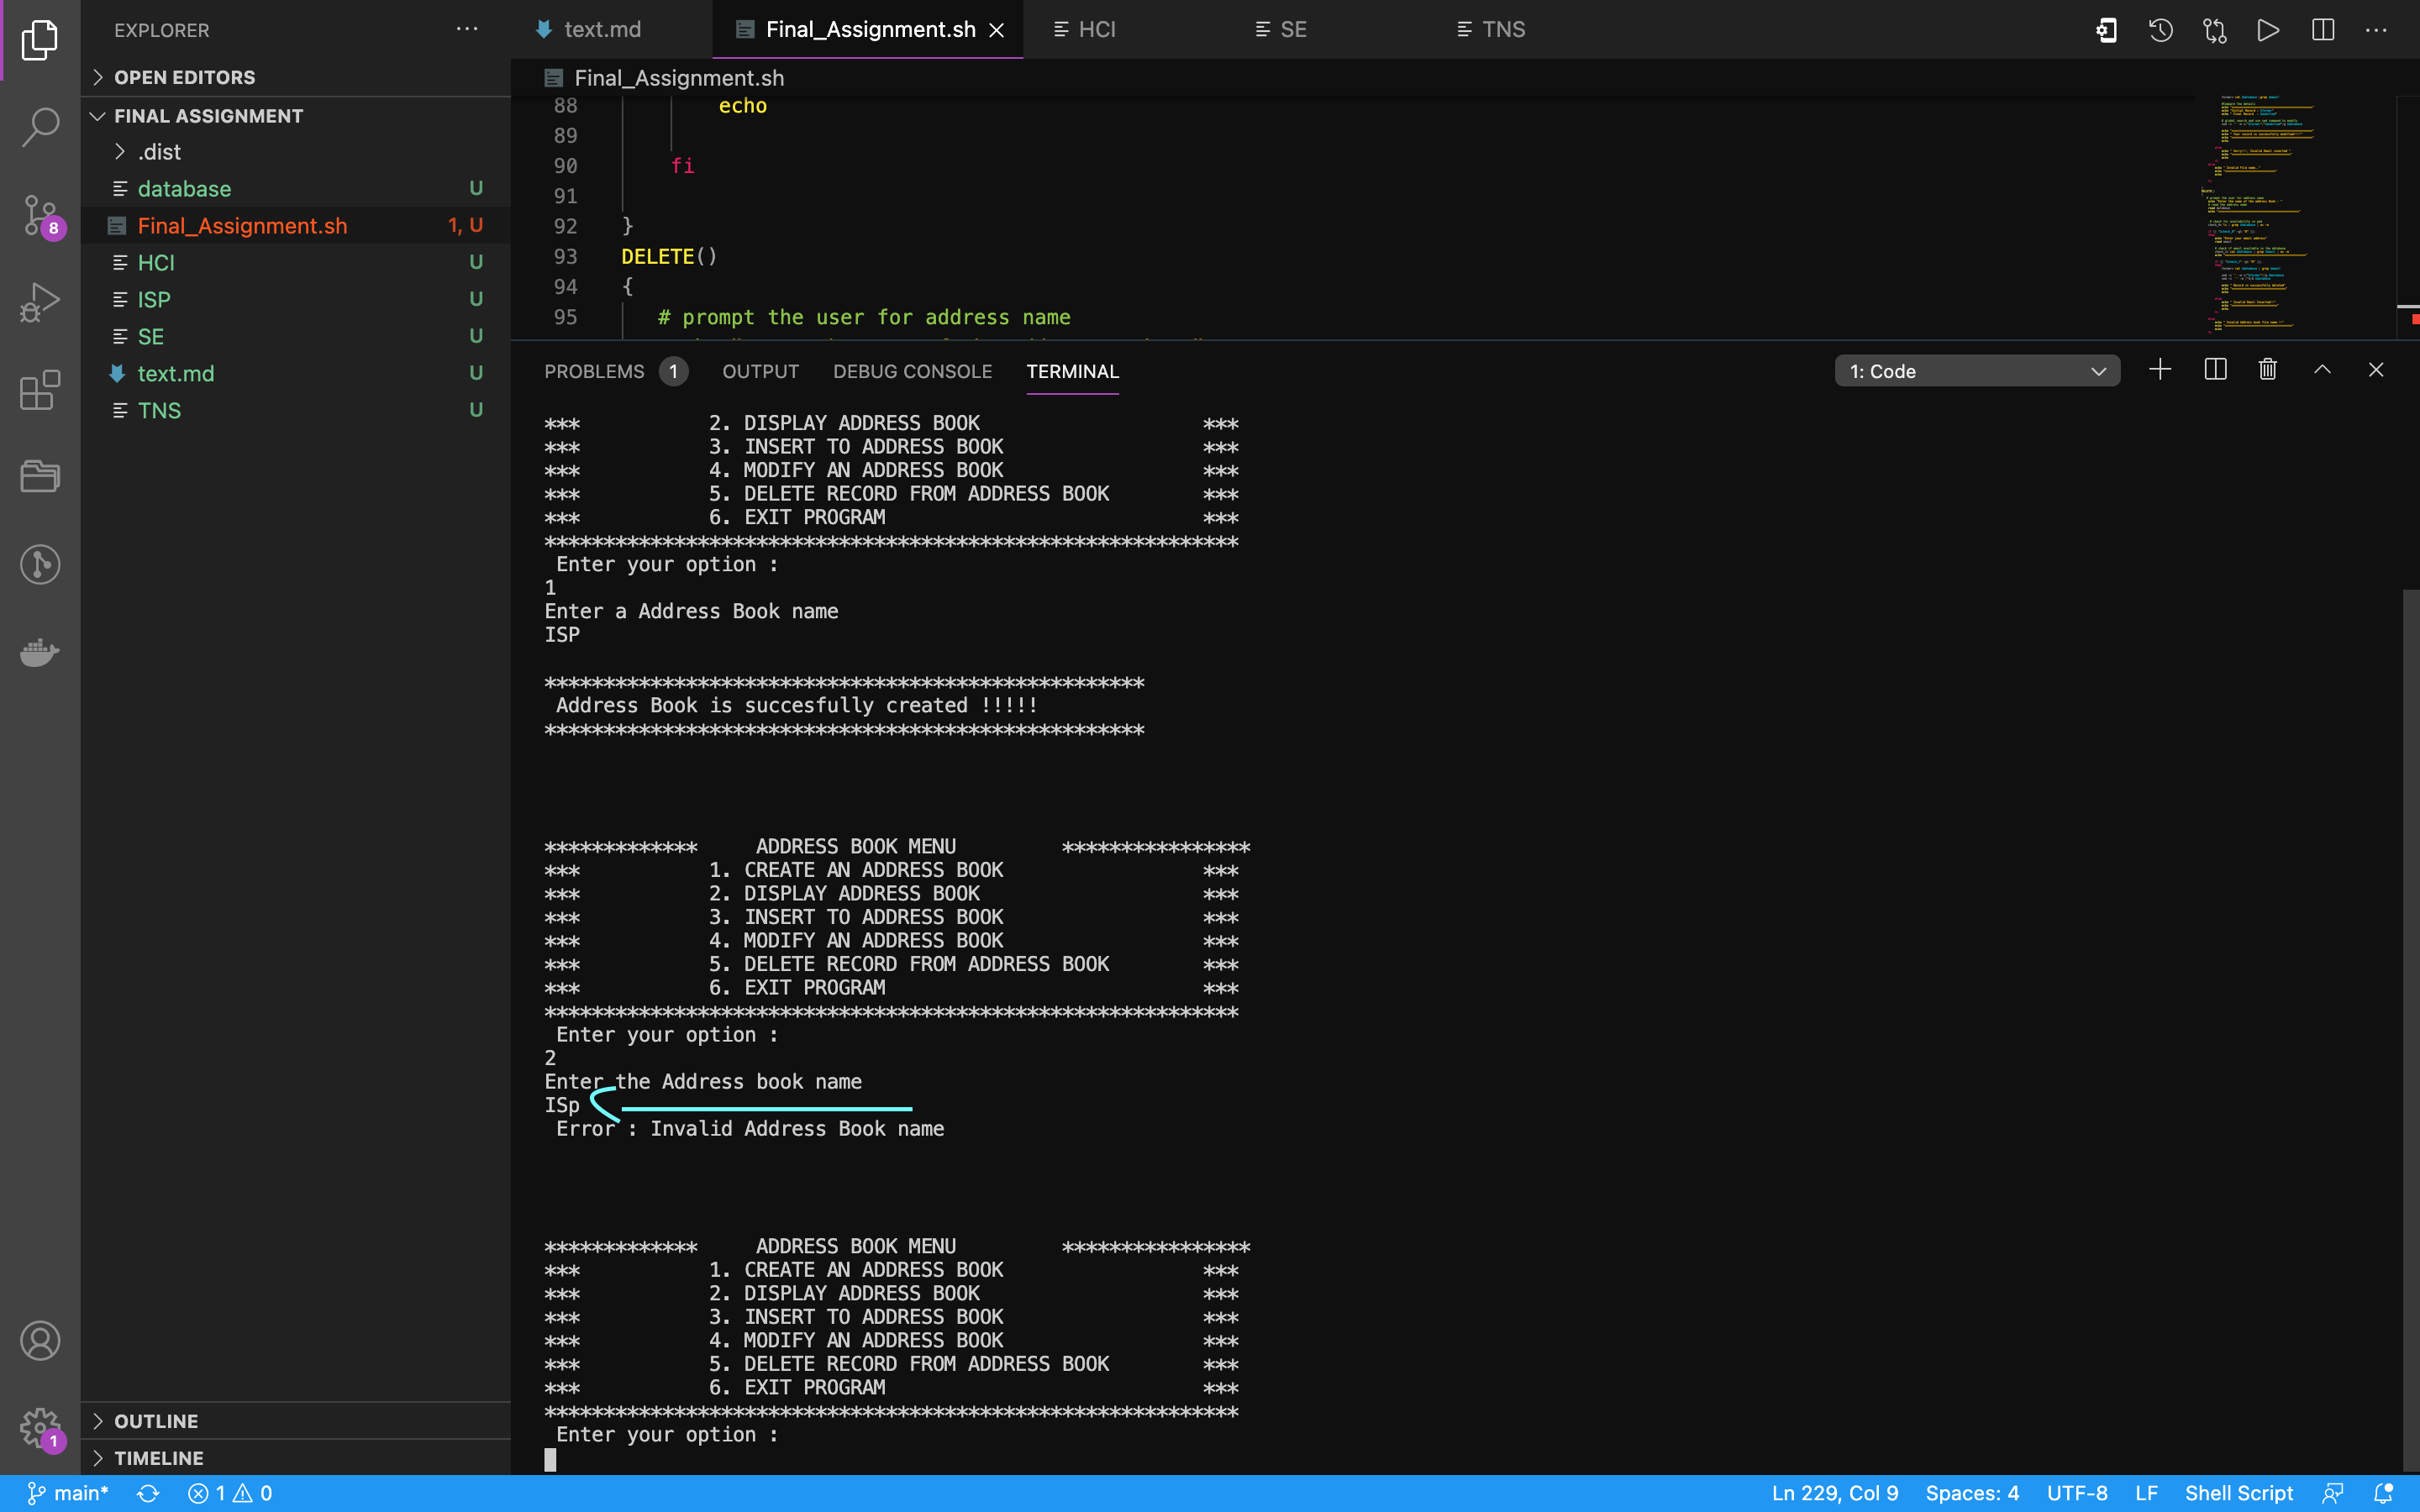 EXPLORER
OPEN EDITORS
FINAL ASSIGNMENT
.dist
database U
Final_Assignment.sh 1, U
HCI U
ISP U
SE U
text.md U
TNS U
OUTLINE
TIMELINE
8
1
text.md
Final_Assignment.sh
HCI
SE
TNS
Final_Assignment.sh
88 echo
89
90 fi
91
92 }
93 DELETE()
94 {
95 # prompt the user for address name
PROBLEMS 1 OUTPUT DEBUG CONSOLE TERMINAL
1: Code
*** 2. DISPLAY ADDRESS BOOK ***
*** 3. INSERT TO ADDRESS BOOK ***
*** 4. MODIFY AN ADDRESS BOOK ***
*** 5. DELETE RECORD FROM ADDRESS BOOK ***
*** 6. EXIT PROGRAM ***
***********************************************************
Enter your option :
1
Enter a Address Book name
ISP
***************************************************
Address Book is succesfully created !!!!!
***************************************************
************* ADDRESS BOOK MENU ****************
*** 1. CREATE AN ADDRESS BOOK ***
*** 2. DISPLAY ADDRESS BOOK ***
*** 3. INSERT TO ADDRESS BOOK ***
*** 4. MODIFY AN ADDRESS BOOK ***
*** 5. DELETE RECORD FROM ADDRESS BOOK ***
*** 6. EXIT PROGRAM ***
***********************************************************
Enter your option :
2
Enter the Address book name
ISp
Error : Invalid Address Book name
************* ADDRESS BOOK MENU ****************
*** 1. CREATE AN ADDRESS BOOK ***
*** 2. DISPLAY ADDRESS BOOK ***
*** 3. INSERT TO ADDRESS BOOK ***
*** 4. MODIFY AN ADDRESS BOOK ***
*** 5. DELETE RECORD FROM ADDRESS BOOK ***
*** 6. EXIT PROGRAM ***
***********************************************************
Enter your option :
main* 1 0 Ln 229, Col 9 Spaces: 4 UTF-8 LF Shell Script